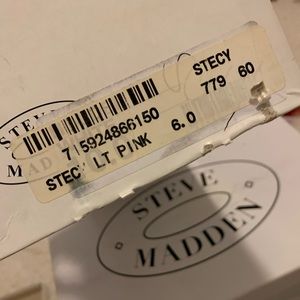 STECY
779 60
715924866150
STECY LT. PINK 6.0
STEVE
MADDEN
STEVE
MADDEN